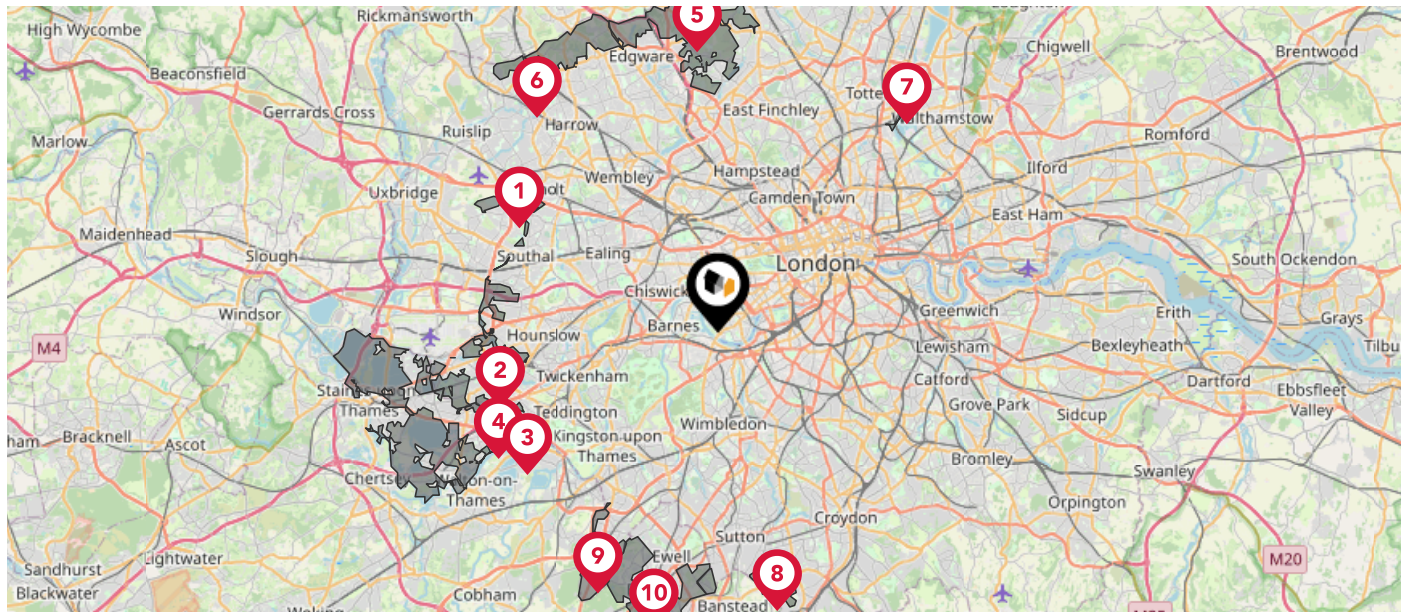 Rickmansworth
High Wycombe
5
Chigwell
Brentwood
Beaconsfield
Edgware
6
7
Gerrards Cross
East Finchley
Harrow
Ruislip
Romford
Marlow
Hampstead
Ilford
Wembley
1
Uxbridge
Camden Town
East Ham
Maidenhead
Slough
Southal
Ealing
London
South Ockendon
Chiswick
Windsor
Barnes
Greenwich
Erith
Grays
Hounslow
M4
Lewisham
Bexleyheath
2
Twickenham
Catford
Dartford
Ebbsfleet
Valley
Thames
Teddington
Grove Park
Sidcup
4
3
Wimbledon
Kingston upon
Thames
Bracknell
Ascot
Bromley
Swanley
Thames
Orpington
Croydon
Sutton
9
Ewell
Lightwater
M20
Sandhurst
Blackwater
8
10
Cobham
Banstead